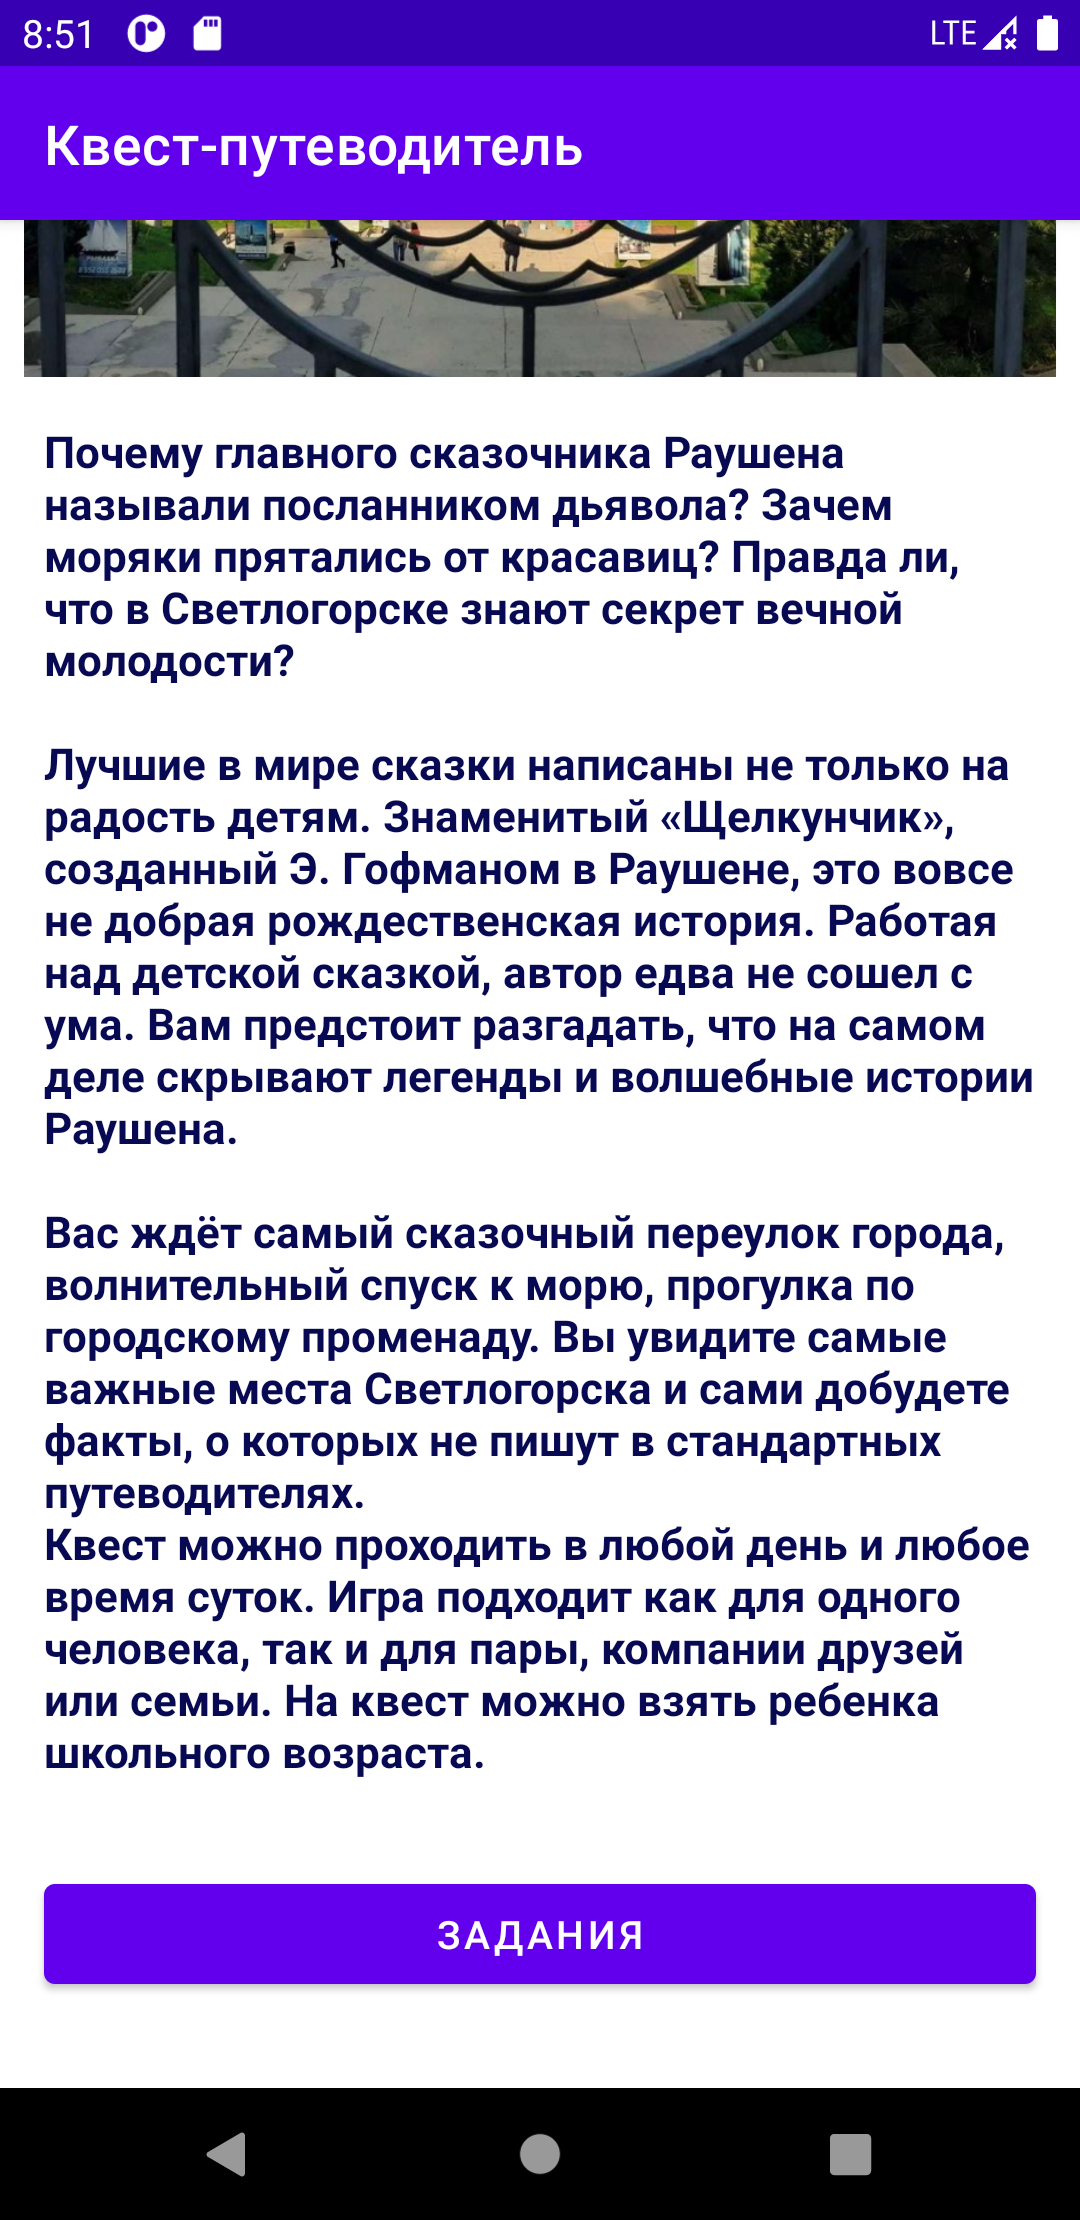 8:51
LTE
Квест-путеводитель
Почему главного сказочника Раушена
называли посланником дьявола? Зачем
моряки прятались от красавиц? Правда ли,
что в Светлогорске знают секрет вечной
молодости?
Лучшие в мире сказки написаны не только на
радость детям. Знаменитый «Щелкунчик»,
созданный Э. Гофманом в Раушене, это вовсе
не добрая рождественская история. Работая
над детской сказкой, автор едва не сошел с
ума. Вам предстоит разгадать, что на самом
деле скрывают легенды и волшебные истории
Раушена.
Вас ждёт самый сказочный переулок города,
волнительный спуск к морю, прогулка по
городскому променаду. Вы увидите самые
важные места Светлогорска и сами добудете
факты, о которых не пишут в стандартных
путеводителях.
Квест можно проходить в любой день и любое
время суток. Игра подходит как для одного
человека, так и для пары, компании друзей
или семьи. На квест можно взять ребенка
школьного возраста.
ЗАДАНИЯ